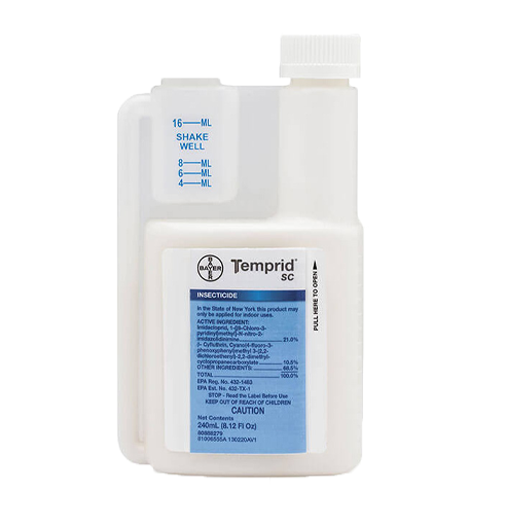 16 ML
SHAKE
WELL
8 ML
6 ML
4 ML
BAYER
BAYER
Temprid®
SC
PULL HERE TO OPEN
INSECTICIDE
In the State of New York this product may
only be applied for indoor uses.
ACTIVE INGREDIENT:
Imidacloprid, 1-[(6-Chloro-3-
pyridinyl)methyl]-N-nitro-2-
imidazolidinimine 21.0%
β- Cyfluthrin, Cyano(4-fluoro-3-
phenoxyphenyl)methyl 3-(2,2-
dichloroethenyl)-2,2-dimethyl-
cyclopropanecarboxylate 10.5%
OTHER INGREDIENTS: 68.5%
TOTAL 100.0%
EPA Reg. No. 432-1483
EPA Est. No. 432-TX-1
STOP - Read the Label Before Use
KEEP OUT OF REACH OF CHILDREN
CAUTION
Net Contents
240mL (8.12 Fl Oz)